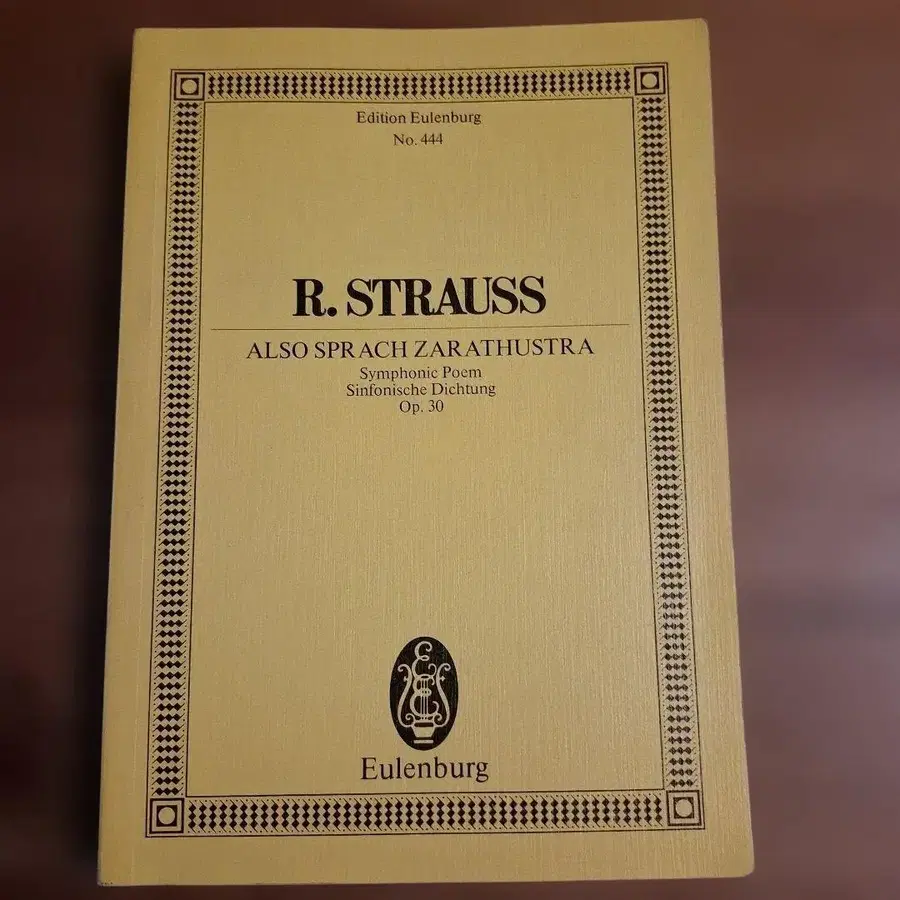 Edition Eulenburg
No. 444
R. STRAUSS
ALSO SPRACH ZARATHUSTRA
Symphonic Poem
Sinfonische Dichtung
Op. 30
Eulenburg